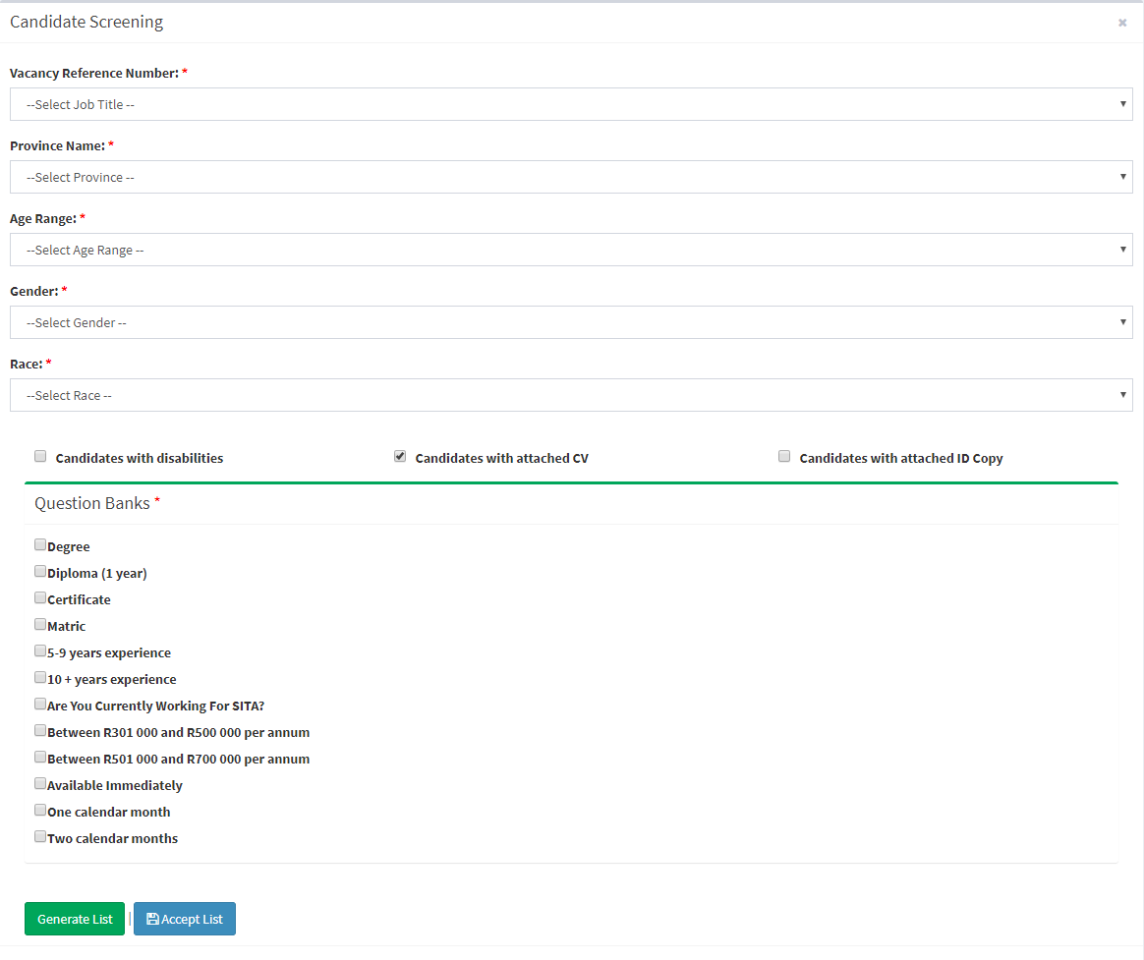 Candidate Screening
Vacancy Reference Number: *
--Select Job Title --
Province Name: *
--Select Province --
Age Range: *
--Select Age Range --
Gender: *
--Select Gender --
Race: *
--Select Race --
Candidates with disabilities Candidates with attached CV Candidates with attached ID Copy
Question Banks *
Degree
Diploma (1 year)
Certificate
Matric
5-9 years experience
10 + years experience
Are You Currently Working For SITA?
Between R301 000 and R500 000 per annum
Between R501 000 and R700 000 per annum
Available Immediately
One calendar month
Two calendar months
Generate List | Accept List